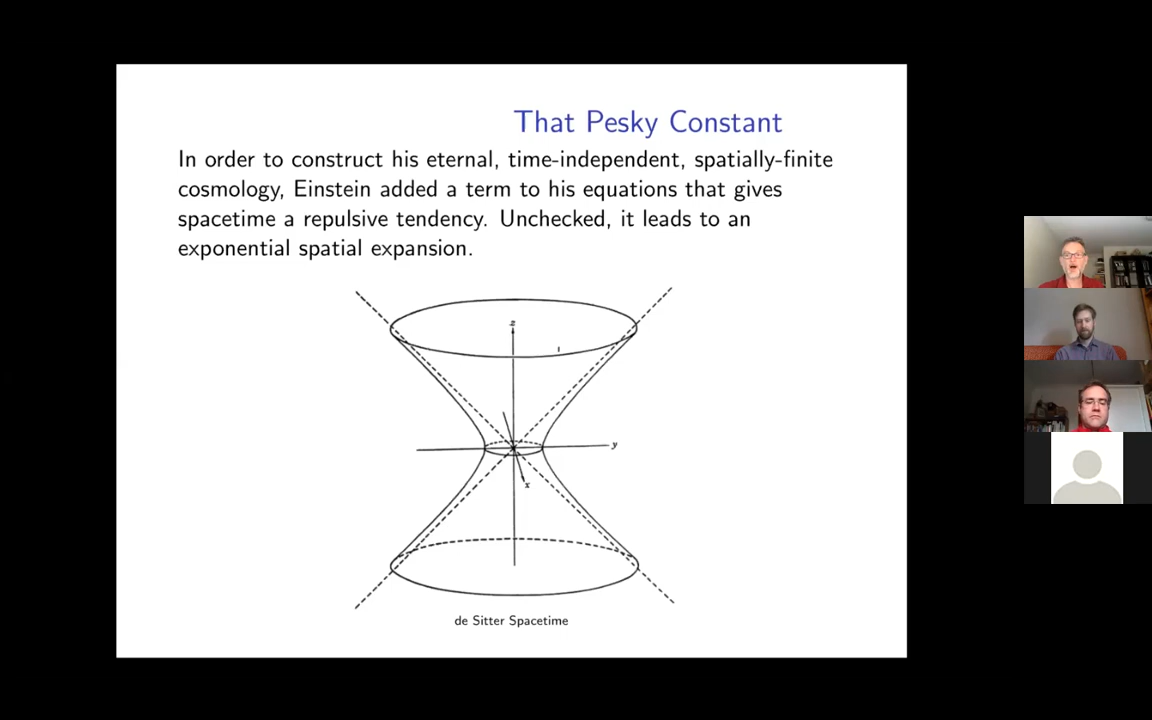 That Pesky Constant
In order to construct his eternal, time-independent, spatially-finite
cosmology, Einstein added a term to his equations that gives
spacetime a repulsive tendency. Unchecked, it leads to an
exponential spatial expansion.
z
y
x
de Sitter Spacetime